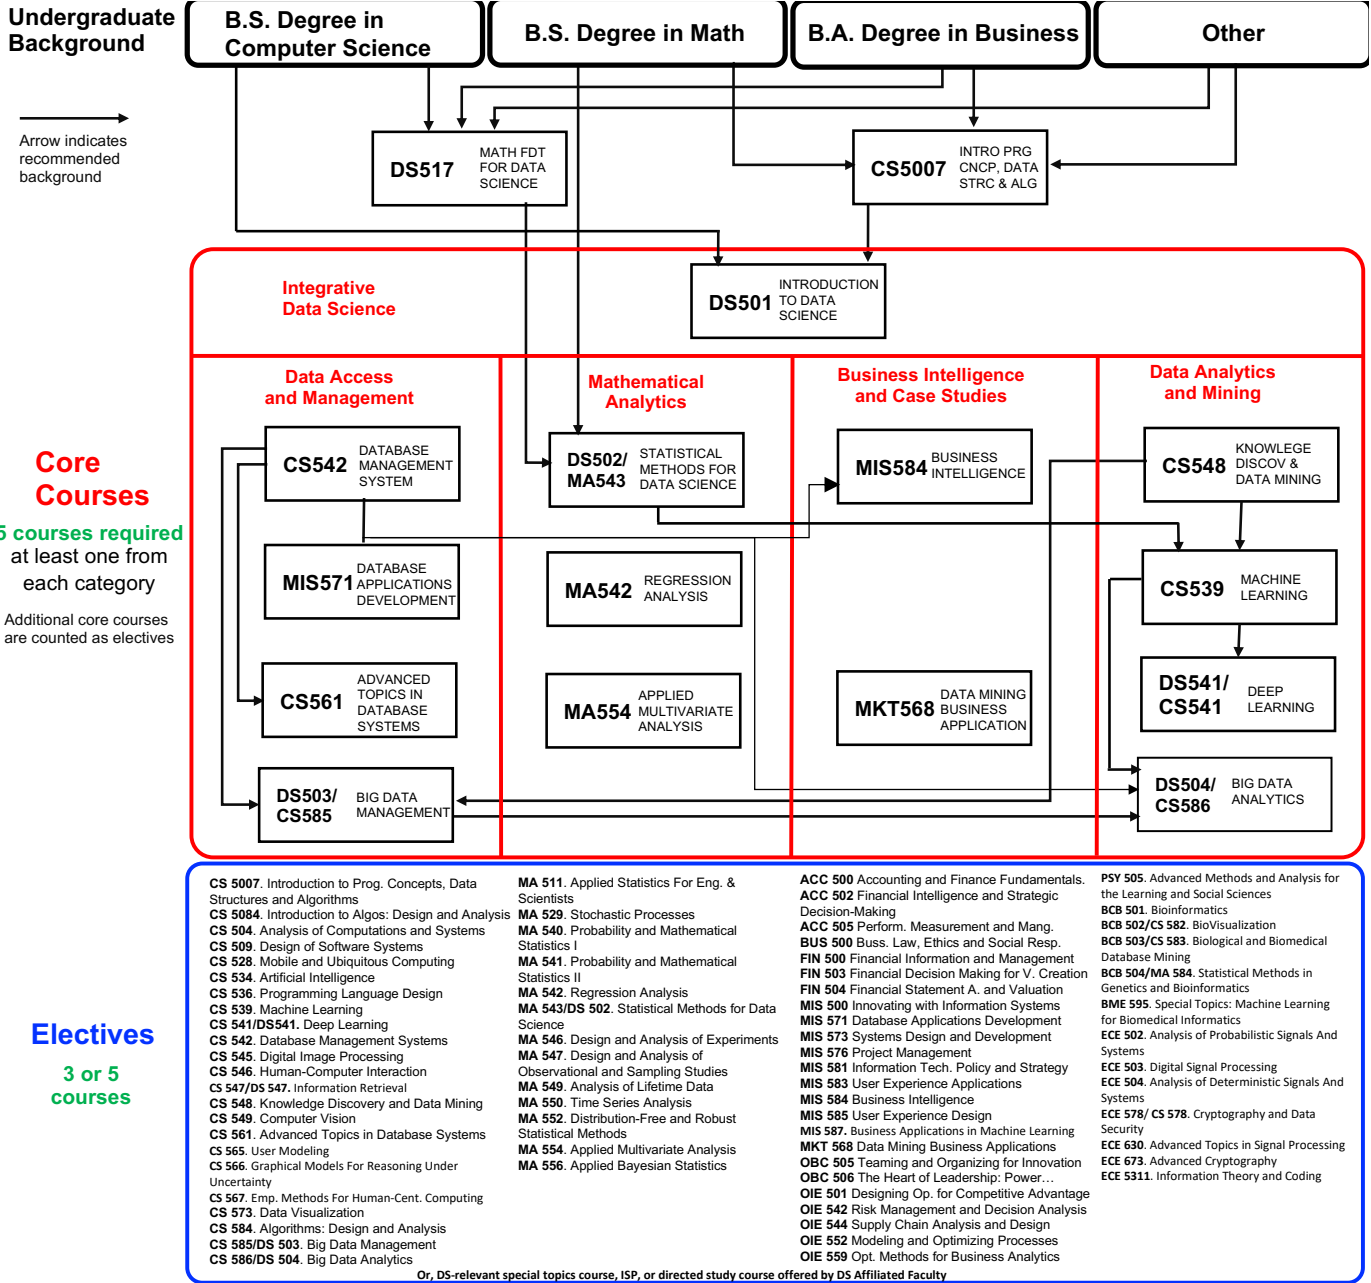 Undergraduate
Background
B.S. Degree in
Computer Science
B.S. Degree in Math
B.A. Degree in Business
Other
Arrow indicates
recommended
background
DS517
MATH FDT
FOR DATA
SCIENCE
CS5007
INTRO PRG
CNCP, DATA
STRC & ALG
Integrative
Data Science
DS501
INTRODUCTION
TO DATA
SCIENCE
Core
Courses
5 courses required
at least one from
each category
Additional core courses
are counted as electives
Data Access
and Management
CS542
DATABASE
MANAGEMENT
SYSTEM
MIS571
DATABASE
APPLICATIONS
DEVELOPMENT
CS561
ADVANCED
TOPICS IN
DATABASE
SYSTEMS
DS503/
CS585
BIG DATA
MANAGEMENT
Mathematical
Analytics
DS502/
MA543
STATISTICAL
METHODS FOR
DATA SCIENCE
MA542
REGRESSION
ANALYSIS
MA554
APPLIED
MULTIVARIATE
ANALYSIS
Business Intelligence
and Case Studies
MIS584
BUSINESS
INTELLIGENCE
MKT568
DATA MINING
BUSINESS
APPLICATION
Data Analytics
and Mining
CS548
KNOWLEGE
DISCOV &
DATA MINING
CS539
MACHINE
LEARNING
DS541/
CS541
DEEP
LEARNING
DS504/
CS586
BIG DATA
ANALYTICS
Electives
3 or 5
courses
CS 5007. Introduction to Prog. Concepts, Data
Structures and Algorithms
CS 5084. Introduction to Algos: Design and Analysis
CS 504. Analysis of Computations and Systems
CS 509. Design of Software Systems
CS 528. Mobile and Ubiquitous Computing
CS 534. Artificial Intelligence
CS 536. Programming Language Design
CS 539. Machine Learning
CS 541/DS541. Deep Learning
CS 542. Database Management Systems
CS 545. Digital Image Processing
CS 546. Human-Computer Interaction
CS 547/DS 547. Information Retrieval
CS 548. Knowledge Discovery and Data Mining
CS 549. Computer Vision
CS 561. Advanced Topics in Database Systems
CS 565. User Modeling
CS 566. Graphical Models For Reasoning Under
Uncertainty
CS 567. Emp. Methods For Human-Cent. Computing
CS 573. Data Visualization
CS 584. Algorithms: Design and Analysis
CS 585/DS 503. Big Data Management
CS 586/DS 504. Big Data Analytics
MA 511. Applied Statistics For Eng. &
Scientists
MA 529. Stochastic Processes
MA 540. Probability and Mathematical
Statistics I
MA 541. Probability and Mathematical
Statistics II
MA 542. Regression Analysis
MA 543/DS 502. Statistical Methods for Data
Science
MA 546. Design and Analysis of Experiments
MA 547. Design and Analysis of
Observational and Sampling Studies
MA 549. Analysis of Lifetime Data
MA 550. Time Series Analysis
MA 552. Distribution-Free and Robust
Statistical Methods
MA 554. Applied Multivariate Analysis
MA 556. Applied Bayesian Statistics
ACC 500 Accounting and Finance Fundamentals.
ACC 502 Financial Intelligence and Strategic
Decision-Making
ACC 505 Perform. Measurement and Mang.
BUS 500 Buss. Law, Ethics and Social Resp.
FIN 500 Financial Information and Management
FIN 503 Financial Decision Making for V. Creation
FIN 504 Financial Statement A. and Valuation
MIS 500 Innovating with Information Systems
MIS 571 Database Applications Development
MIS 573 Systems Design and Development
MIS 576 Project Management
MIS 581 Information Tech. Policy and Strategy
MIS 583 User Experience Applications
MIS 584 Business Intelligence
MIS 585 User Experience Design
MIS 587. Business Applications in Machine Learning
MKT 568 Data Mining Business Applications
OBC 505 Teaming and Organizing for Innovation
OBC 506 The Heart of Leadership: Power...
OIE 501 Designing Op. for Competitive Advantage
OIE 542 Risk Management and Decision Analysis
OIE 544 Supply Chain Analysis and Design
OIE 552 Modeling and Optimizing Processes
OIE 559 Opt. Methods for Business Analytics
PSY 505. Advanced Methods and Analysis for
the Learning and Social Sciences
BCB 501. Bioinformatics
BCB 502/CS 582. BioVisualization
BCB 503/CS 583. Biological and Biomedical
Database Mining
BCB 504/MA 584. Statistical Methods in
Genetics and Bioinformatics
BME 595. Special Topics: Machine Learning
for Biomedical Informatics
ECE 502. Analysis of Probabilistic Signals And
Systems
ECE 503. Digital Signal Processing
ECE 504. Analysis of Deterministic Signals And
Systems
ECE 578/ CS 578. Cryptography and Data
Security
ECE 630. Advanced Topics in Signal Processing
ECE 673. Advanced Cryptography
ECE 5311. Information Theory and Coding
Or, DS-relevant special topics course, ISP, or directed study course offered by DS Affiliated Faculty